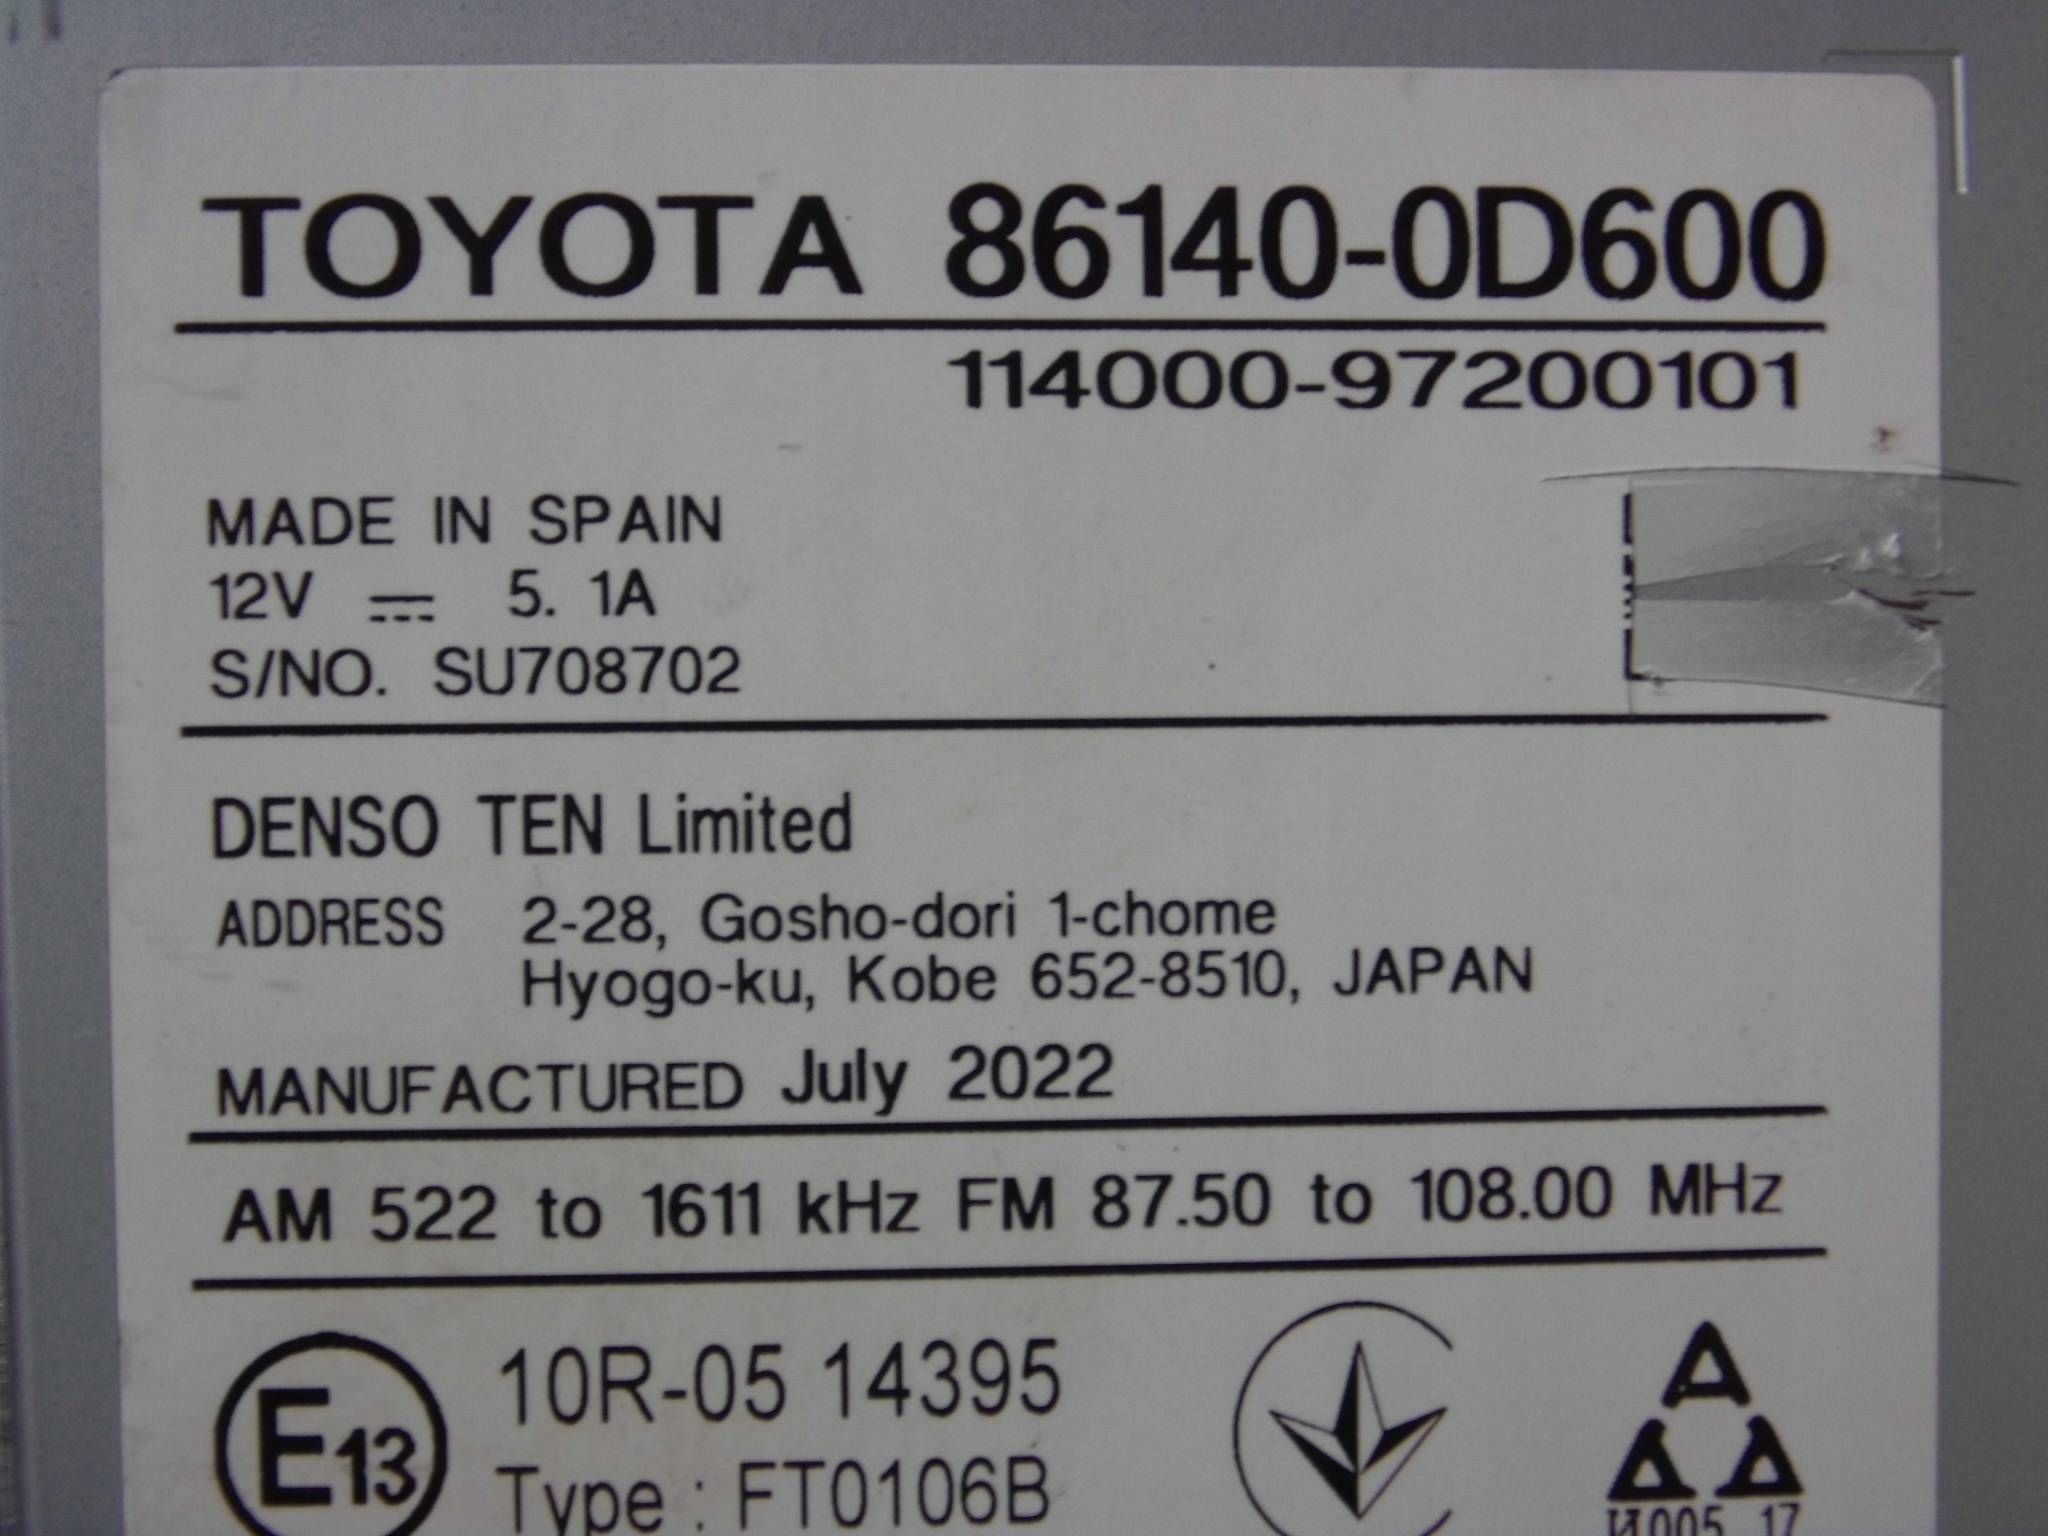 TOYOTA 86140-0D600
114000-97200101
MADE IN SPAIN
12V 5. 1A
S/NO. SU708702
DENSO TEN Limited
ADDRESS 2-28, Gosho-dori 1-chome
Hyogo-ku, Kobe 652-8510, JAPAN
MANUFACTURED July 2022
AM 522 to 1611 kHz FM 87.50 to 108.00 MHz
E13 10R-05 14395
Type : FT0106B
И005 17